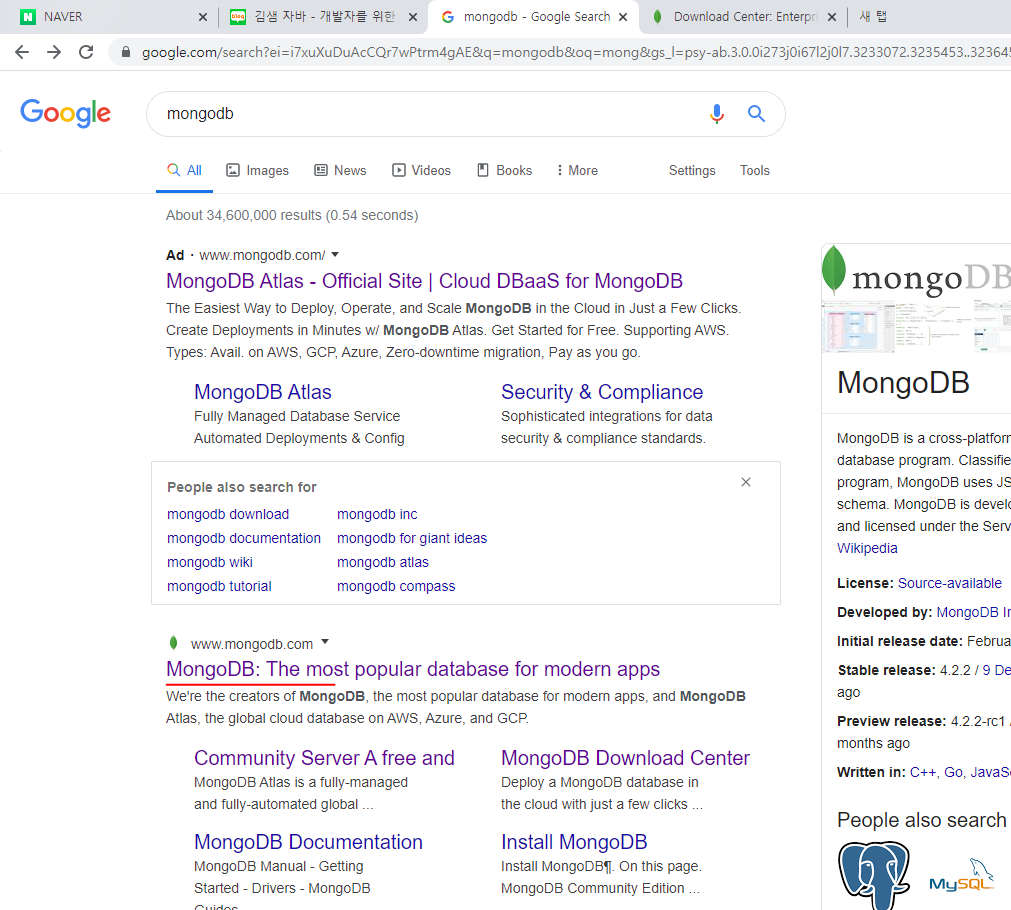 NAVER
blog
김샘 자바 - 개발자를 위한
mongodb - Google Search
Download Center: Enterpri
새 탭
google.com/search?ei=i7xuXuDuAcCQr7wPtrm4gAE&q=mongodb&oq=mong&gs_l=psy-ab.3.0.0i273j0i67l2j0l7.3233072.3235453..323645
Google
mongodb
All
Images
News
Videos
Books
More
Settings
Tools
About 34,600,000 results (0.54 seconds)
Ad · www.mongodb.com/
MongoDB Atlas - Official Site | Cloud DBaaS for MongoDB
The Easiest Way to Deploy, Operate, and Scale MongoDB in the Cloud in Just a Few Clicks.
Create Deployments in Minutes w/ MongoDB Atlas. Get Started for Free. Supporting AWS.
Types: Avail. on AWS, GCP, Azure, Zero-downtime migration, Pay as you go.
MongoDB Atlas
Fully Managed Database Service
Automated Deployments & Config
Security & Compliance
Sophisticated integrations for data
security & compliance standards.
People also search for
mongodb download
mongodb documentation
mongodb wiki
mongodb tutorial
mongodb inc
mongodb for giant ideas
mongodb atlas
mongodb compass
www.mongodb.com
MongoDB: The most popular database for modern apps
We're the creators of MongoDB, the most popular database for modern apps, and MongoDB
Atlas, the global cloud database on AWS, Azure, and GCP.
Community Server A free and
MongoDB Atlas is a fully-managed
and fully-automated global ...
MongoDB Download Center
Deploy a MongoDB database in
the cloud with just a few clicks ...
MongoDB Documentation
MongoDB Manual - Getting
Started - Drivers - MongoDB
Guides
Install MongoDB
Install MongoDB¶. On this page.
MongoDB Community Edition ...
mongoDB
MongoDB
MongoDB is a cross-platform
database program. Classifie
program, MongoDB uses JS
schema. MongoDB is develo
and licensed under the Serv
Wikipedia
License: Source-available
Developed by: MongoDB In
Initial release date: Februa
Stable release: 4.2.2 / 9 De
ago
Preview release: 4.2.2-rc1 /
months ago
Written in: C++, Go, JavaSc
People also search
MySQL